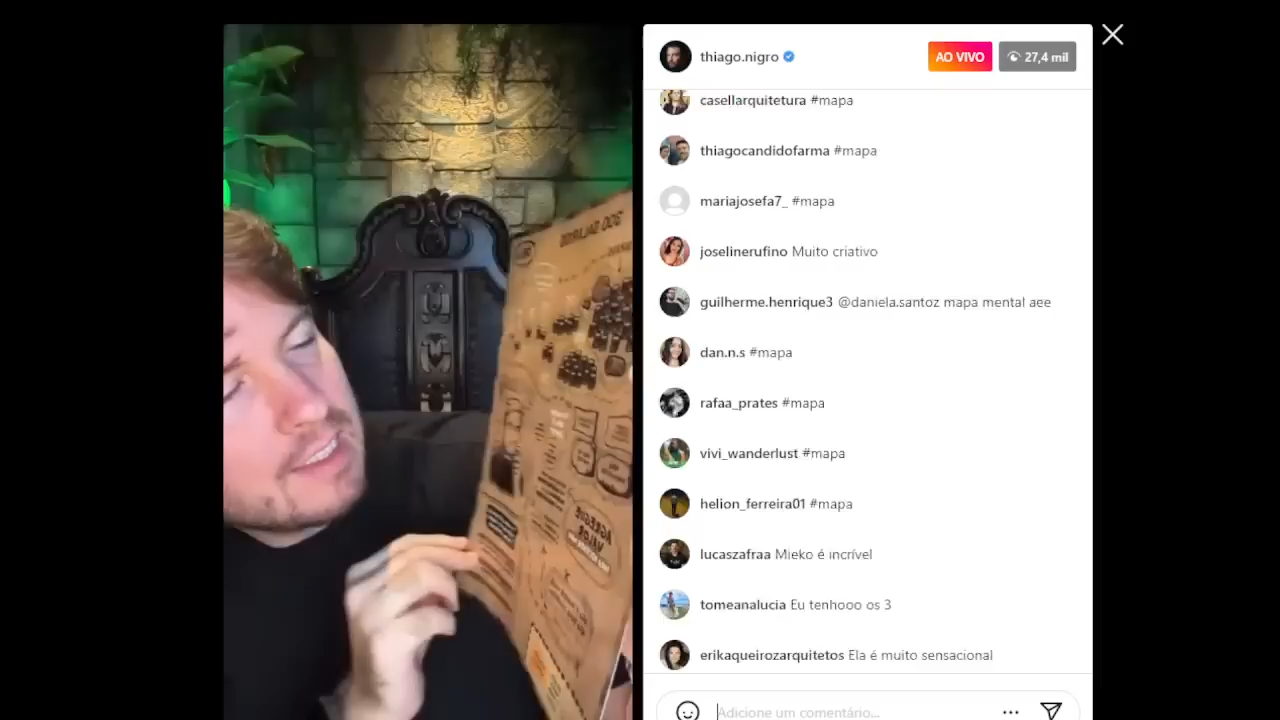 thiago.nigro
AO VIVO
27,4 mil
casellarquitetura #mapa
thiagocandidofarma #mapa
mariajosefa7_ #mapa
joselinerufino Muito criativo
guilherme.henrique3 @daniela.santoz mapa mental aee
dan.n.s #mapa
rafaa_prates #mapa
vivi_wanderlust #mapa
helion_ferreira01 #mapa
lucaszafraa Mieko é incrível
tomeanalucia Eu tenhooo os 3
erikaqueirozarquitetos Ela é muito sensacional
Adicione um comentário...
AGREGUE
VALOR